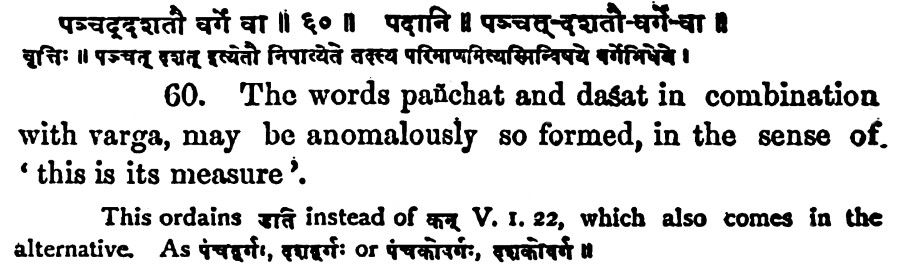 पञ्चद्दशतौ वर्गे वा ॥ ६० ॥ पदानि ॥ पञ्चत्-दशतौ-वर्गे-वा ॥
वृत्तिः ॥ पञ्चत् दशत् इत्येतौ निपात्येते तदस्य परिमाणमित्यस्मिन्विषये वर्गेभिधेये ।
60. The words pañchat and daśat in combination
with varga, may be anomalously so formed, in the sense of.
‘ this is its measure ’.
This ordains डति instead of कन् V. 1. 22, which also comes in the
alternative. As पंचद्वर्गः, दशद्वर्गः or पंचकोवर्गः, दशकोवर्ग ॥